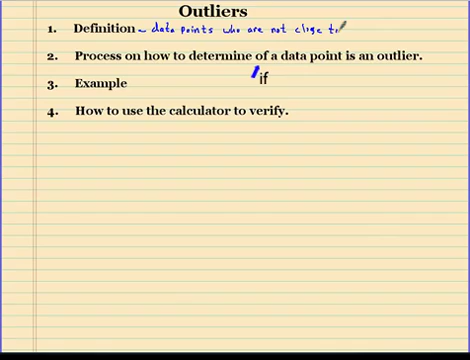 Outliers
1. Definition - data points who are not close to
2. Process on how to determine of a data point is an outlier.
if
3. Example
4. How to use the calculator to verify.